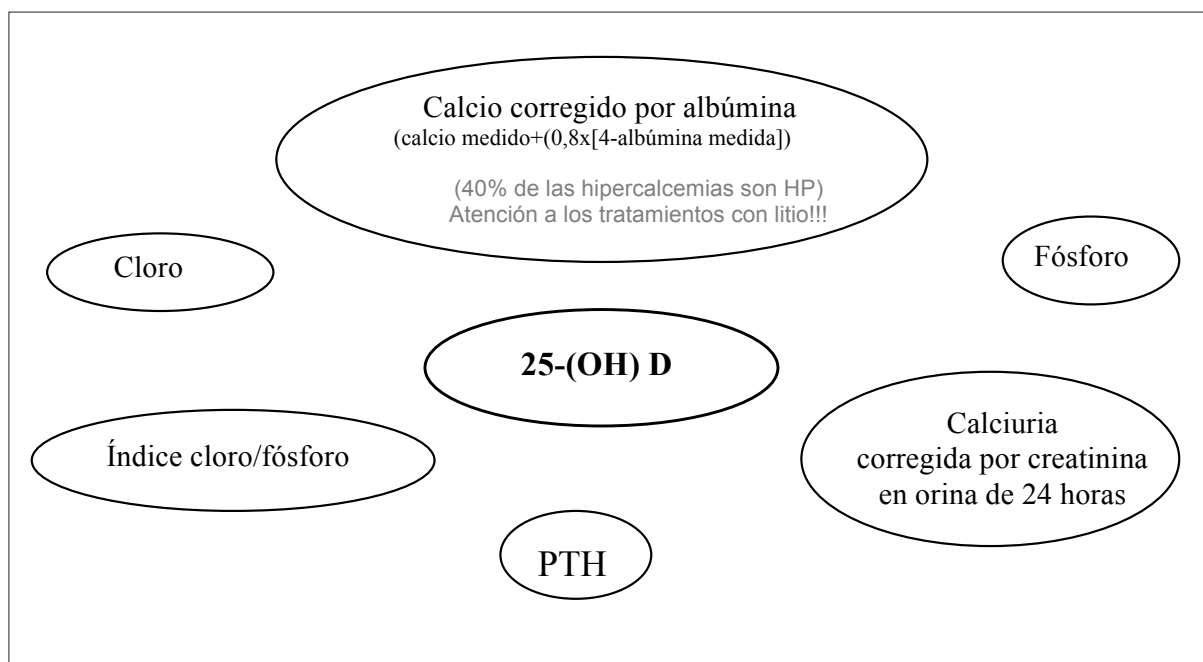 Calcio corregido por albúmina
(calcio medido+(0,8x[4-albúmina medida])
(40% de las hipercalcemias son HP)
Atención a los tratamientos con litio!!!
Cloro
Fósforo
25-(OH) D
Índice cloro/fósforo
Calciuria
corregida por creatinina
en orina de 24 horas
PTH